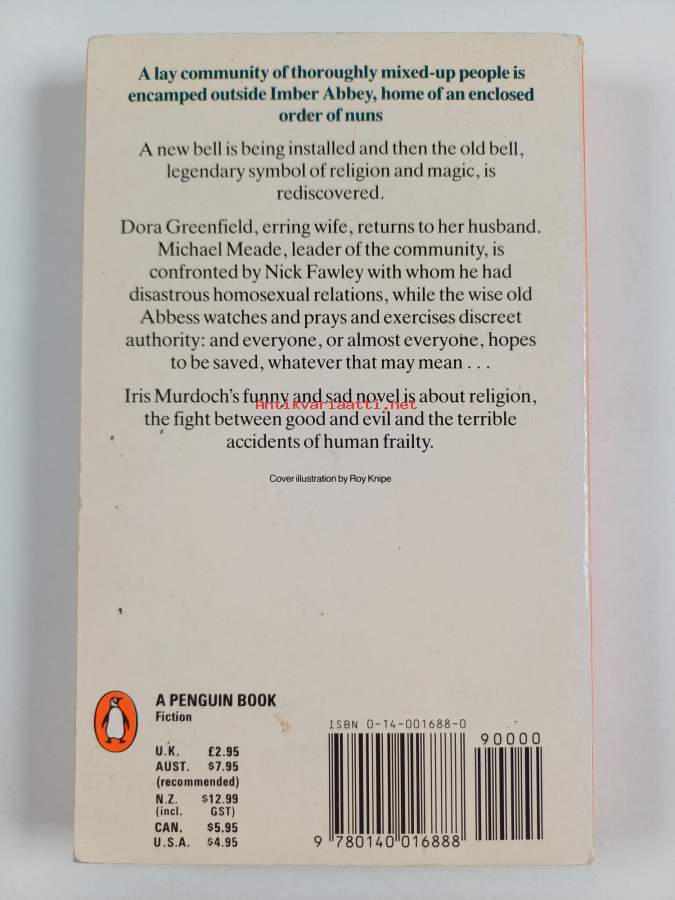 A lay community of thoroughly mixed-up people is
encamped outside Imber Abbey, home of an enclosed
order of nuns
A new bell is being installed and then the old bell,
legendary symbol of religion and magic, is
rediscovered.
Dora Greenfield, erring wife, returns to her husband.
Michael Meade, leader of the community, is
confronted by Nick Fawley with whom he had
disastrous homosexual relations, while the wise old
Abbess watches and prays and exercises discreet
authority: and everyone, or almost everyone, hopes
to be saved, whatever that may mean . . .
Iris Murdoch's funny and sad novel is about religion,
Antikvariaatti.net
the fight between good and evil and the terrible
accidents of human frailty.
Cover illustration by Roy Knipe
A PENGUIN BOOK
Fiction
U.K. £2.95
AUST. $7.95
(recommended)
N.Z. $12.99
(incl. GST)
CAN. $5.95
U.S.A. $4.95
ISBN 0-14-001688-0
90000
9 780140 016888